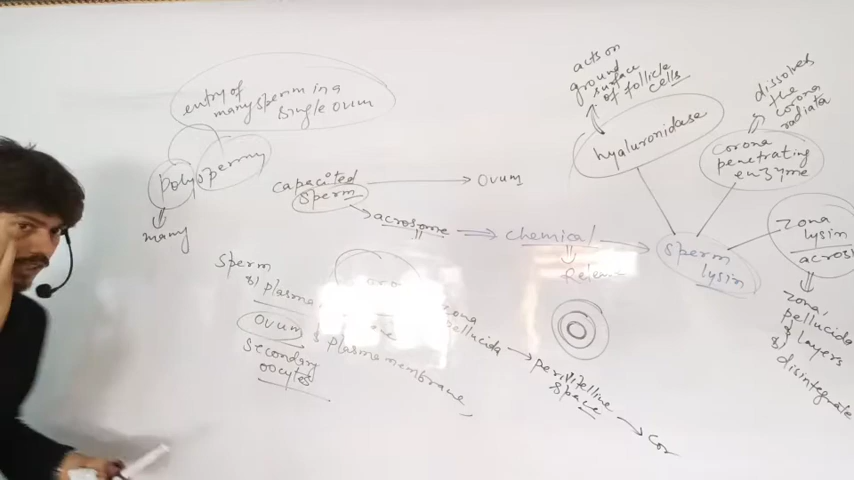 entry of
many sperm in a
single ovum
polyspermy
many
capacited
sperm
ovum
acrosome
chemical
Release
sperm
lysin
hyaluronidase
acts on
ground
surface
of follicle
cells
corona
penetrating
enzyme
dissolves
the
corona
radiata
zona
lysin
acros
zona
pellucida
layers
disintegrate
sperm
plasma
ovum
plasma membrane
secondary
oocytes
zona
pellucida
perivitelline
space
cor